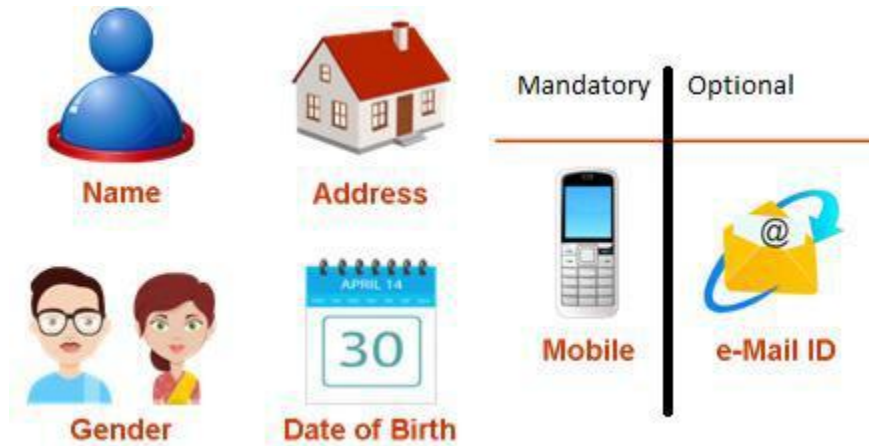 Name
Address
Gender
APRIL 14
30
Date of Birth
Mandatory
Optional
Mobile
@
e-Mail ID